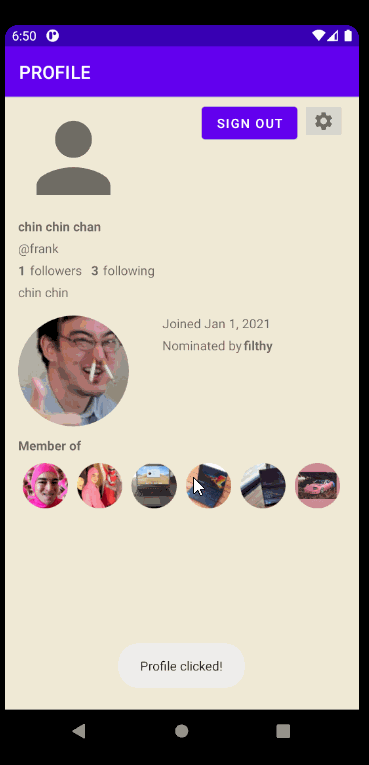 6:50
PROFILE
SIGN OUT
chin chin chan
@frank
1 followers 3 following
chin chin
Joined Jan 1, 2021
Nominated by filthy
Member of
Profile clicked!